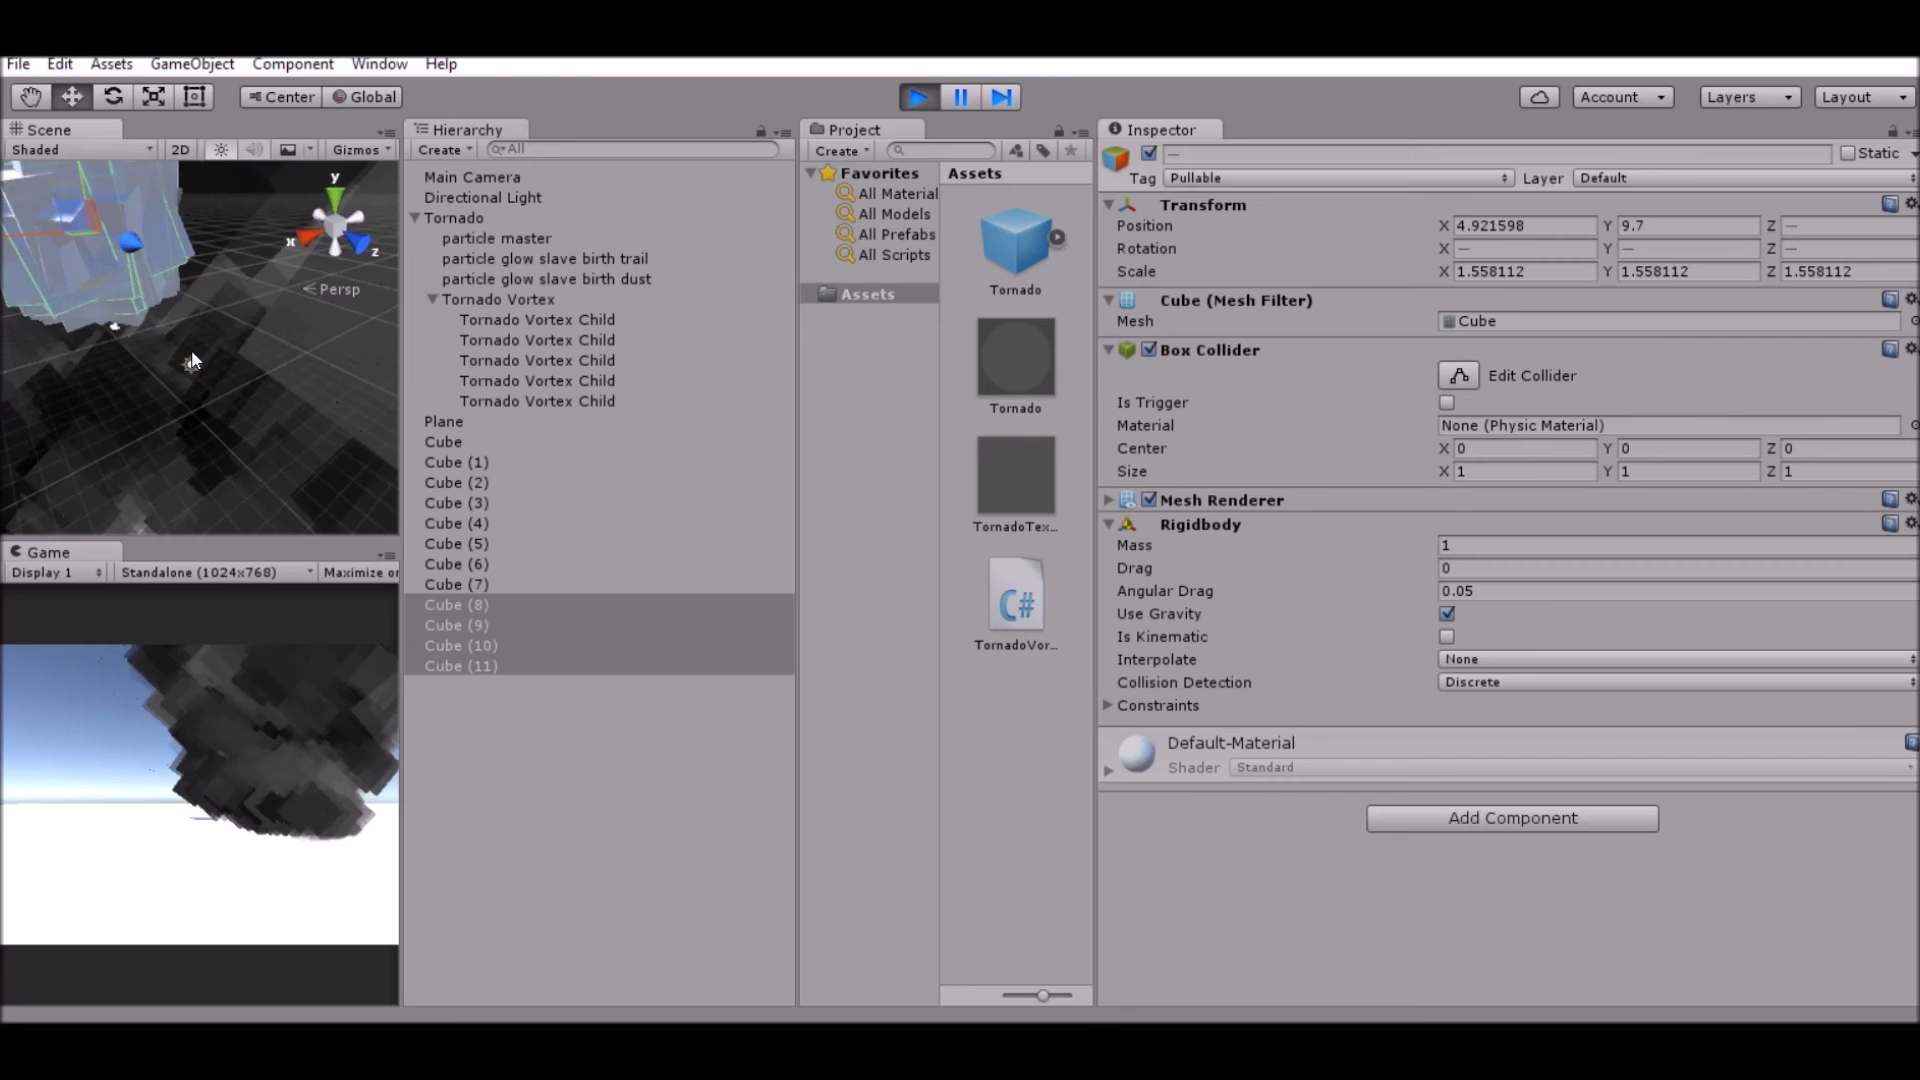 File Edit Assets GameObject Component Window Help
Center Global Account Layers Layout
Scene
Shaded 2D Gizmos
y
x
z
Persp
Game
Display 1 Standalone (1024x768) Maximize or
Hierarchy
Create All
Main Camera
Directional Light
Tornado
particle master
particle glow slave birth trail
particle glow slave birth dust
Tornado Vortex
Tornado Vortex Child
Tornado Vortex Child
Tornado Vortex Child
Tornado Vortex Child
Tornado Vortex Child
Plane
Cube
Cube (1)
Cube (2)
Cube (3)
Cube (4)
Cube (5)
Cube (6)
Cube (7)
Cube (8)
Cube (9)
Cube (10)
Cube (11)
Project
Create
Favorites
All Material
All Models
All Prefabs
All Scripts
Assets
Assets
Tornado
Tornado
TornadoTex...
C#
TornadoVor...
Inspector
— Static
Tag Pullable Layer Default
Transform
Position X 4.921598 Y 9.7 Z —
Rotation X — Y — Z —
Scale X 1.558112 Y 1.558112 Z 1.558112
Cube (Mesh Filter)
Mesh Cube
Box Collider
Edit Collider
Is Trigger
Material None (Physic Material)
Center X 0 Y 0 Z 0
Size X 1 Y 1 Z 1
Mesh Renderer
Rigidbody
Mass 1
Drag 0
Angular Drag 0.05
Use Gravity
Is Kinematic
Interpolate None
Collision Detection Discrete
Constraints
Default-Material
Shader Standard
Add Component